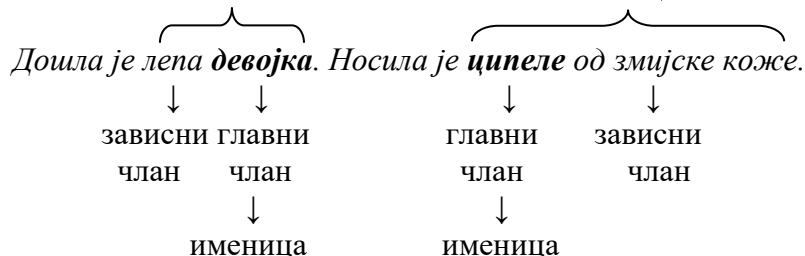 Дошла је лепа девојка. Носила је ципеле од змијске коже.
зависни главни главни зависни
члан члан члан члан
именица именица